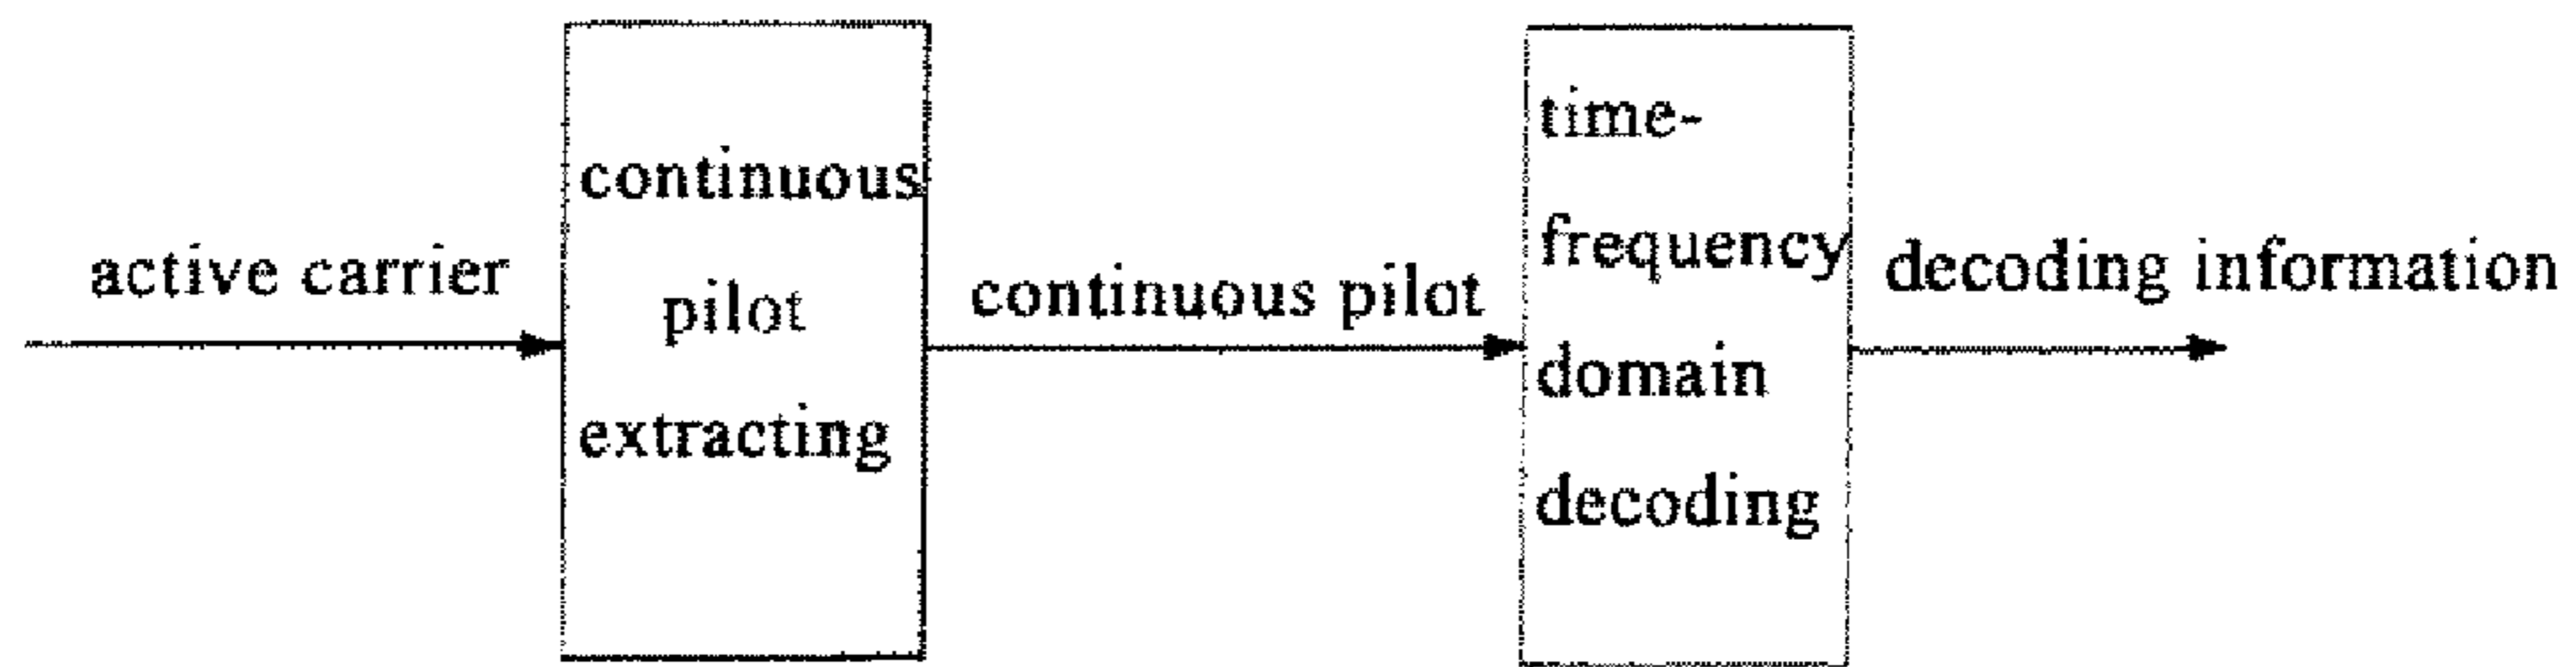 active carrier
continuous
pilot
extracting
continuous pilot
time-
frequency
domain
decoding
decoding information